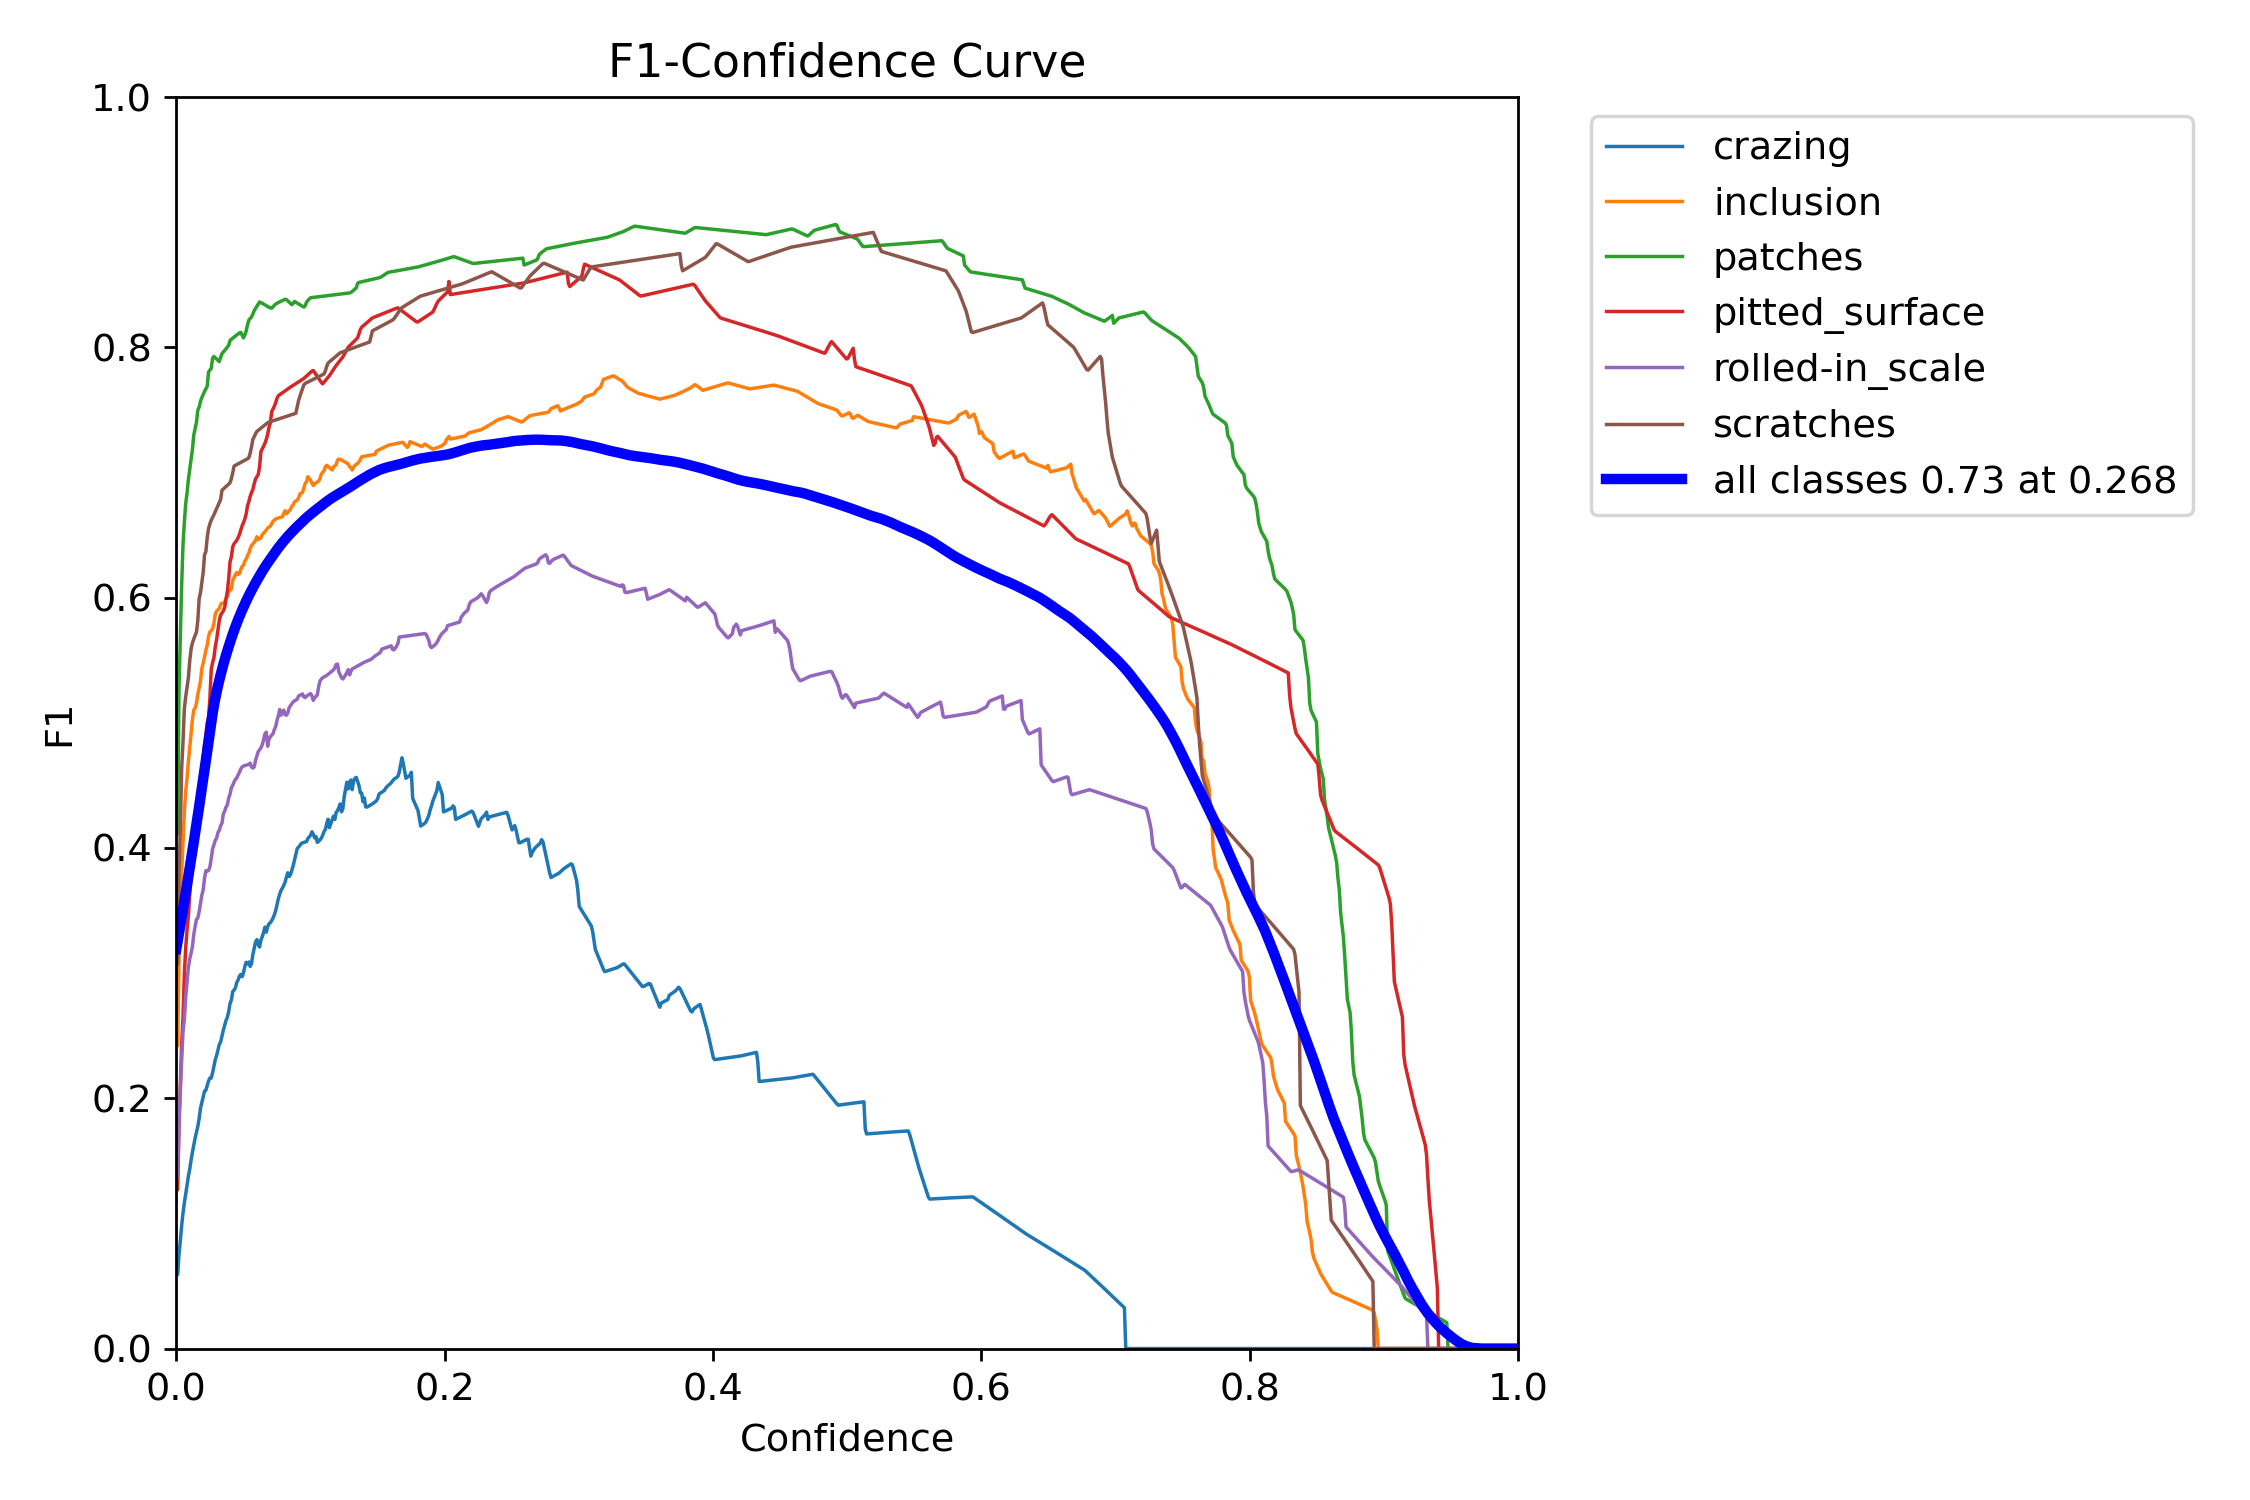 F1-Confidence Curve
1.0
0.8
0.6
0.4
0.2
0.0
F1
0.0 0.2 0.4 0.6 0.8 1.0
Confidence
crazing
inclusion
patches
pitted_surface
rolled-in_scale
scratches
all classes 0.73 at 0.268